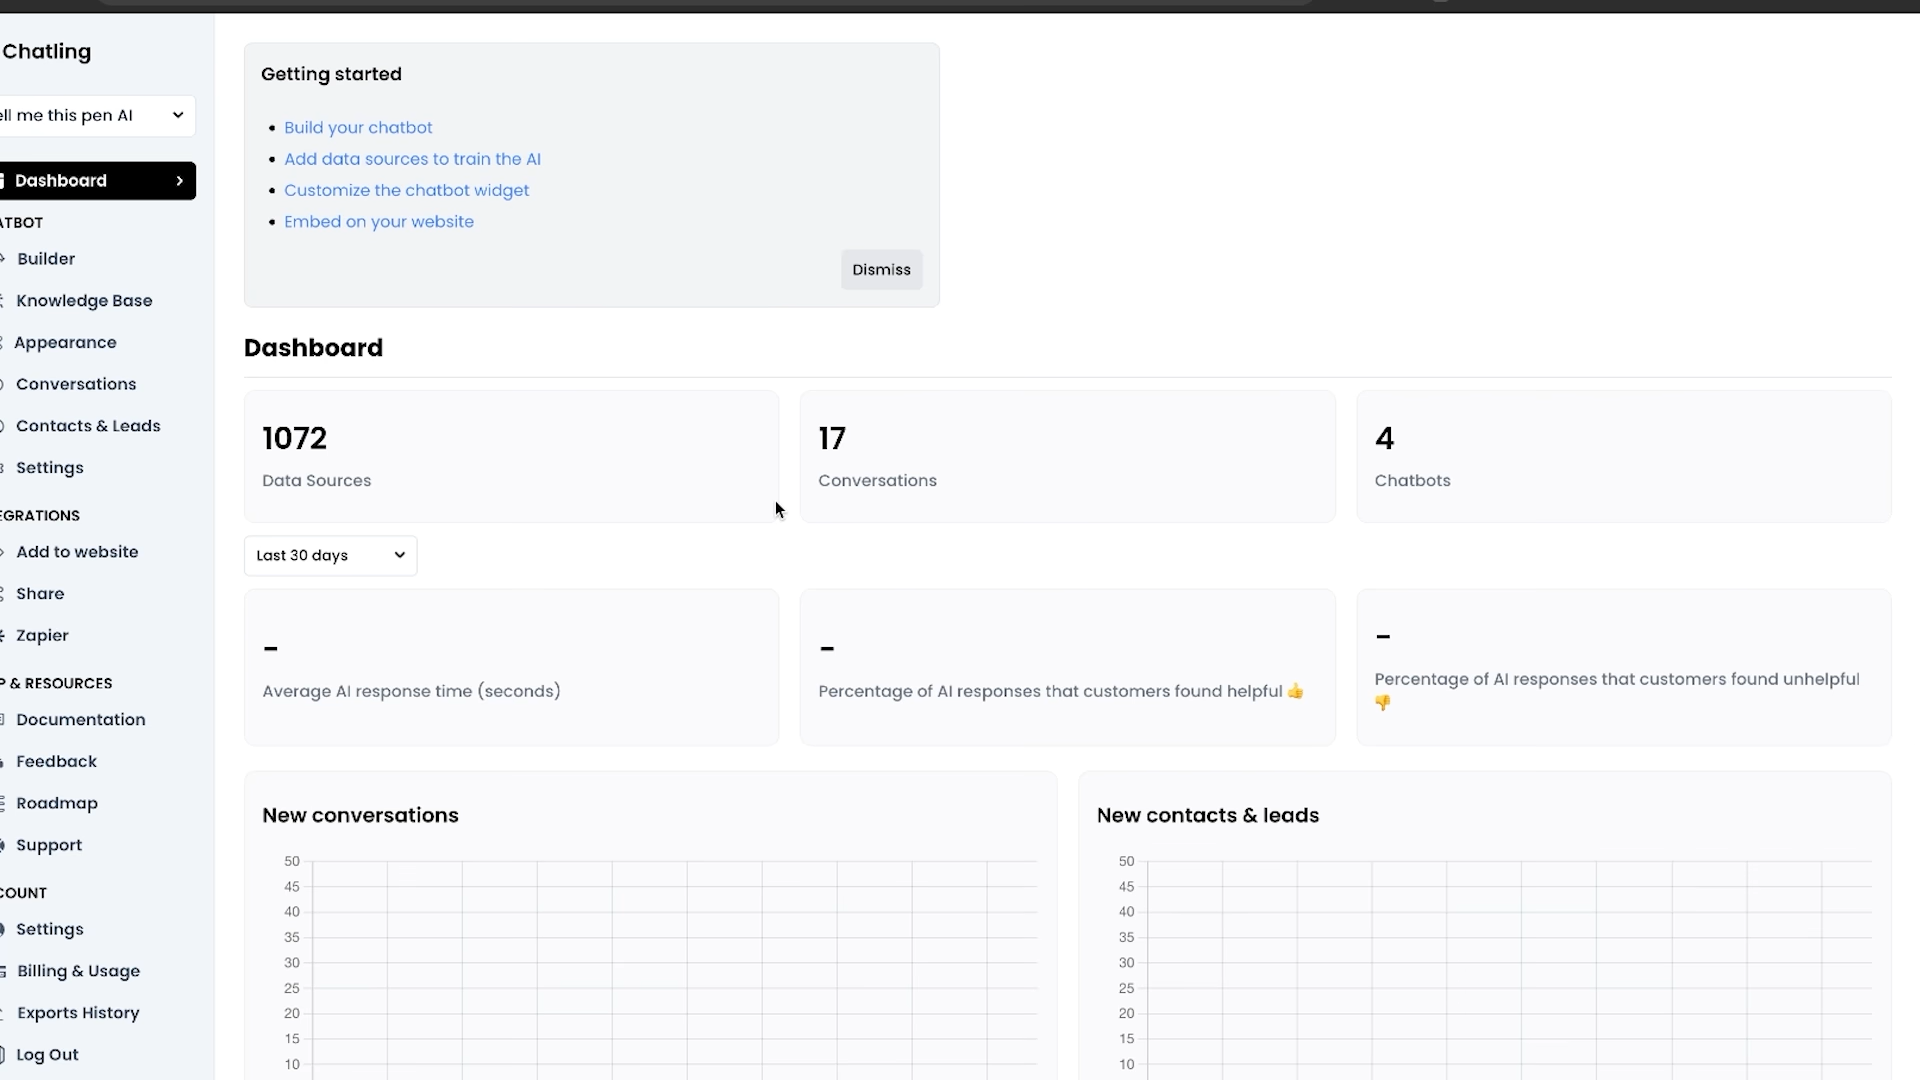 Chatling
ell me this pen AI
Dashboard
ATBOT
Builder
Knowledge Base
Appearance
Conversations
Contacts & Leads
Settings
EGRATIONS
Add to website
Share
Zapier
P & RESOURCES
Documentation
Feedback
Roadmap
Support
COUNT
Settings
Billing & Usage
Exports History
Log Out
Getting started
Build your chatbot
Add data sources to train the AI
Customize the chatbot widget
Embed on your website
Dismiss
Dashboard
1072
Data Sources
17
Conversations
4
Chatbots
Last 30 days
-
Average AI response time (seconds)
-
Percentage of AI responses that customers found helpful 👍
-
Percentage of AI responses that customers found unhelpful
👎
New conversations
50
45
40
35
30
25
20
15
10
New contacts & leads
50
45
40
35
30
25
20
15
10